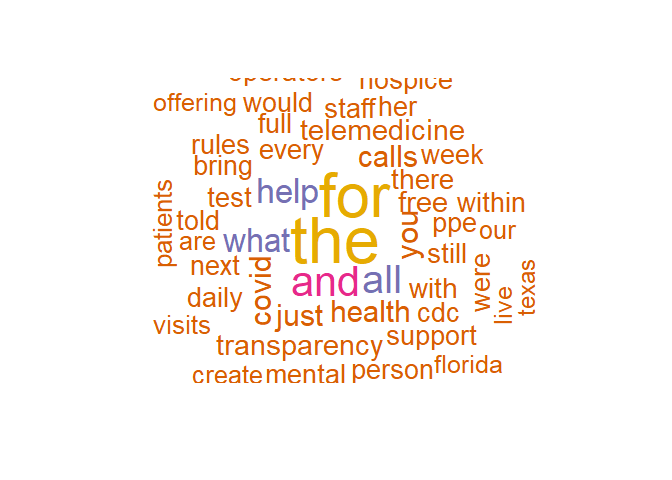 operators hospice
offering would staff her
full telemedicine
rules every calls week
bring there
test help for free within
patients told you ppe our
are what the still
next covid and all with were texas
daily just health cdc live
visits support
transparency
create mental person florida